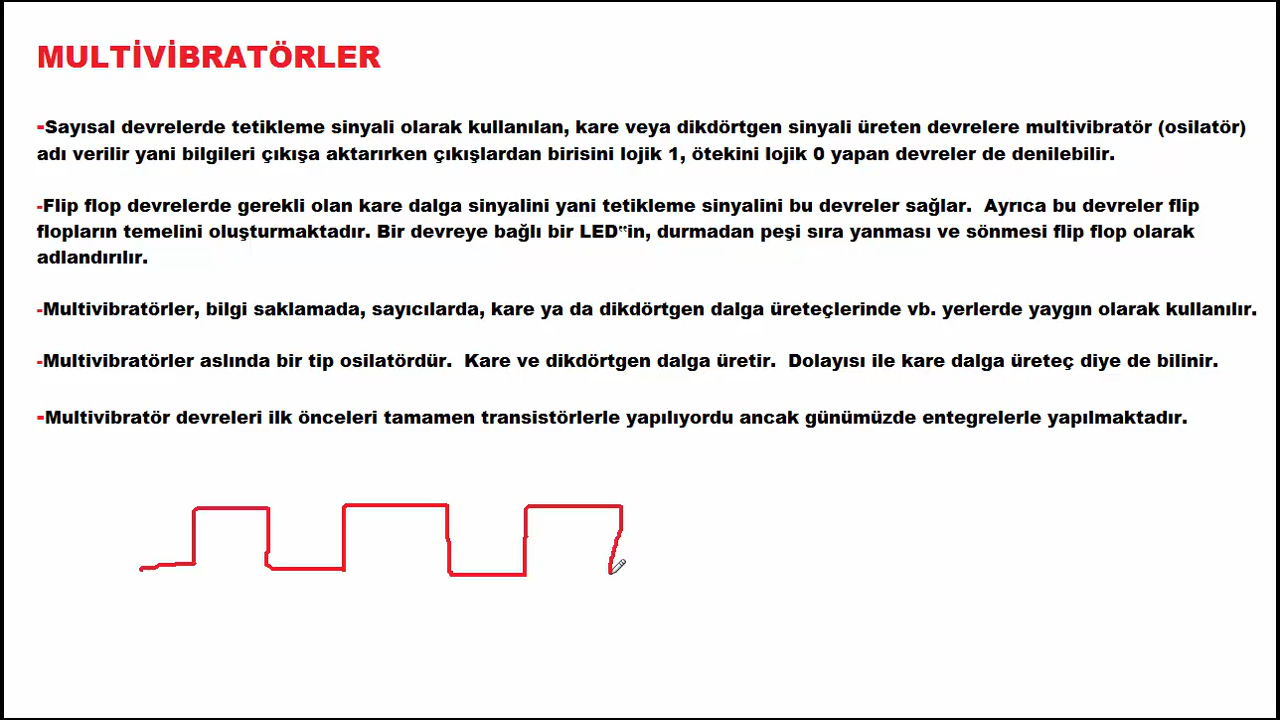 MULTİVİBRATÖRLER
-Sayısal devrelerde tetikleme sinyali olarak kullanılan, kare veya dikdörtgen sinyali üreten devrelere multivibratör (osilatör)
adı verilir yani bilgileri çıkışa aktarırken çıkışlardan birisini lojik 1, ötekini lojik 0 yapan devreler de denilebilir.
-Flip flop devrelerde gerekli olan kare dalga sinyalini yani tetikleme sinyalini bu devreler sağlar.  Ayrıca bu devreler flip
flopların temelini oluşturmaktadır. Bir devreye bağlı bir LED‟in, durmadan peşi sıra yanması ve sönmesi flip flop olarak
adlandırılır.
-Multivibratörler, bilgi saklamada, sayıcılarda, kare ya da dikdörtgen dalga üreteçlerinde vb. yerlerde yaygın olarak kullanılır.
-Multivibratörler aslında bir tip osilatördür.  Kare ve dikdörtgen dalga üretir.  Dolayısı ile kare dalga üreteç diye de bilinir.
-Multivibratör devreleri ilk önceleri tamamen transistörlerle yapılıyordu ancak günümüzde entegrelerle yapılmaktadır.